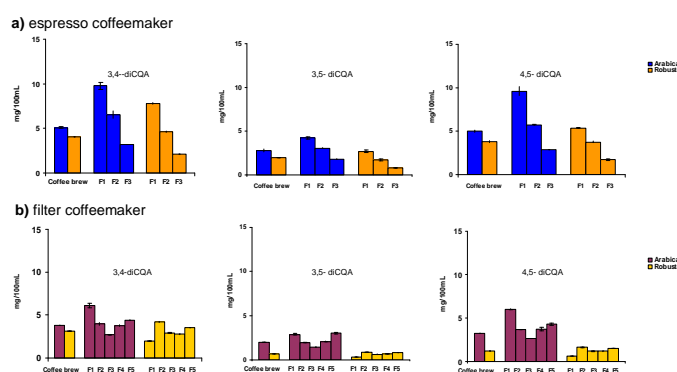 a) espresso coffeemaker
15
10
5
0
mg/100mL
3,4--diCQA
Coffee brew F1 F2 F3 F1 F2 F3
15
10
5
0
mg/100mL
3,5- diCQA
Coffee brew F1 F2 F3 F1 F2 F3
15
10
5
0
mg/100mL
4,5- diCQA
Coffee brew F1 F2 F3 F1 F2 F3
Arabica
Robust
b) filter coffeemaker
15
10
5
0
mg/100mL
3,4-diCQA
Coffee brew F1 F2 F3 F4 F5 F1 F2 F3 F4 F5
15
10
5
0
mg/100mL
3,5- diCQA
Coffee brew F1 F2 F3 F4 F5 F1 F2 F3 F4 F5
15
10
5
0
mg/100mL
4,5- diCQA
Coffee brew F1 F2 F3 F4 F5 F1 F2 F3 F4 F5
Arabica
Robust